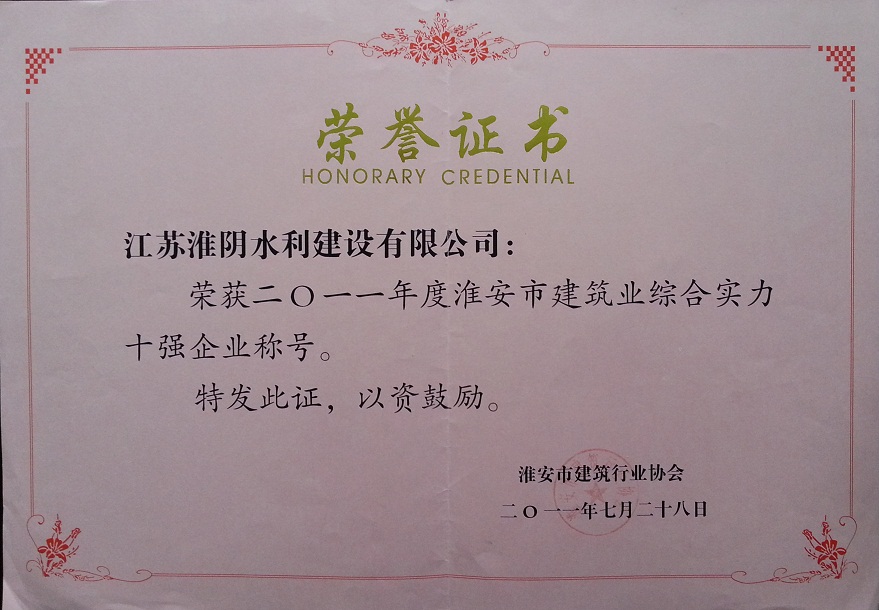 荣誉证书
HONORARY CREDENTIAL
江苏淮阴水利建设有限公司：
荣获二〇一一年度淮安市建筑业综合实力
十强企业称号。
特发此证，以资鼓励。
淮安市建筑行业协会
二〇一一年七月二十八日